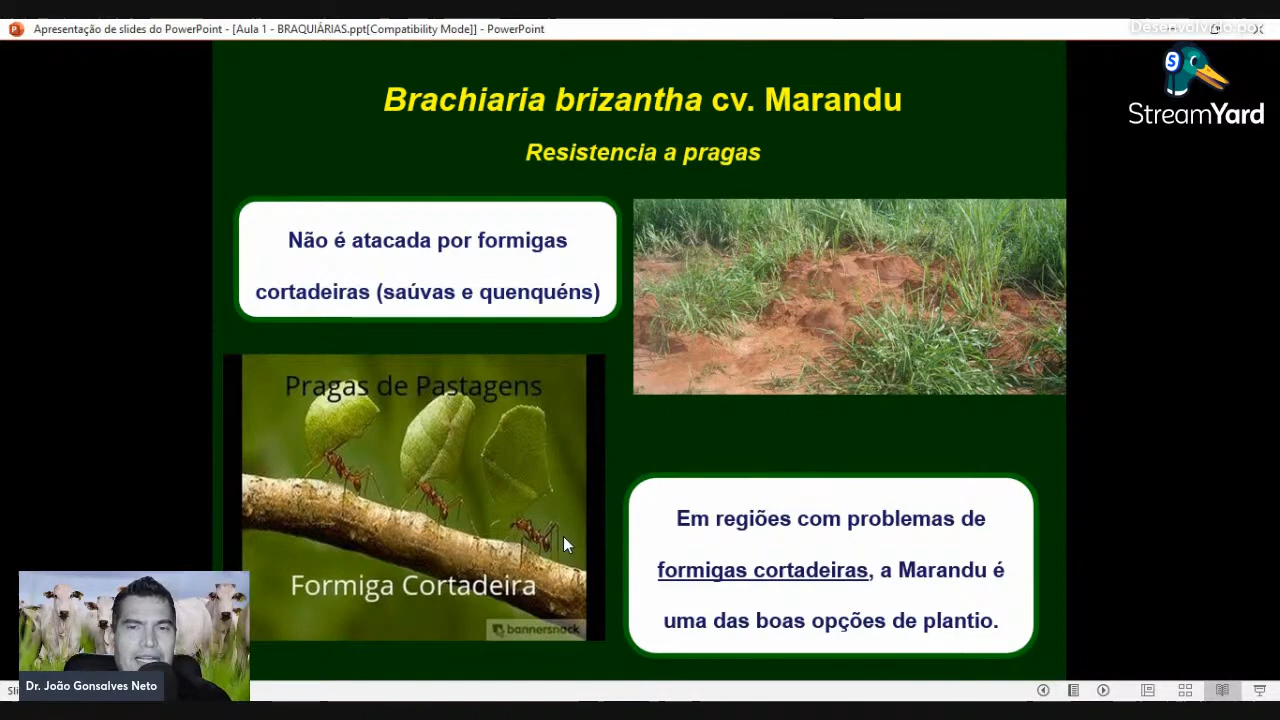 Apresentação de slides do PowerPoint - [Aula 1 - BRAQUIÁRIAS.ppt[Compatibility Mode]] - PowerPoint
Desenvolvido por
StreamYard
Brachiaria brizantha cv. Marandu
Resistencia a pragas
Não é atacada por formigas
cortadeiras (saúvas e quenquéns)
Pragas de Pastagens
Formiga Cortadeira
bannersnack
Em regiões com problemas de
formigas cortadeiras, a Marandu é
uma das boas opções de plantio.
Dr. João Gonsalves Neto